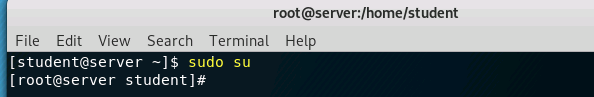 root@server:/home/student
File Edit View Search Terminal Help
[student@server ~]$ sudo su
[root@server student]#